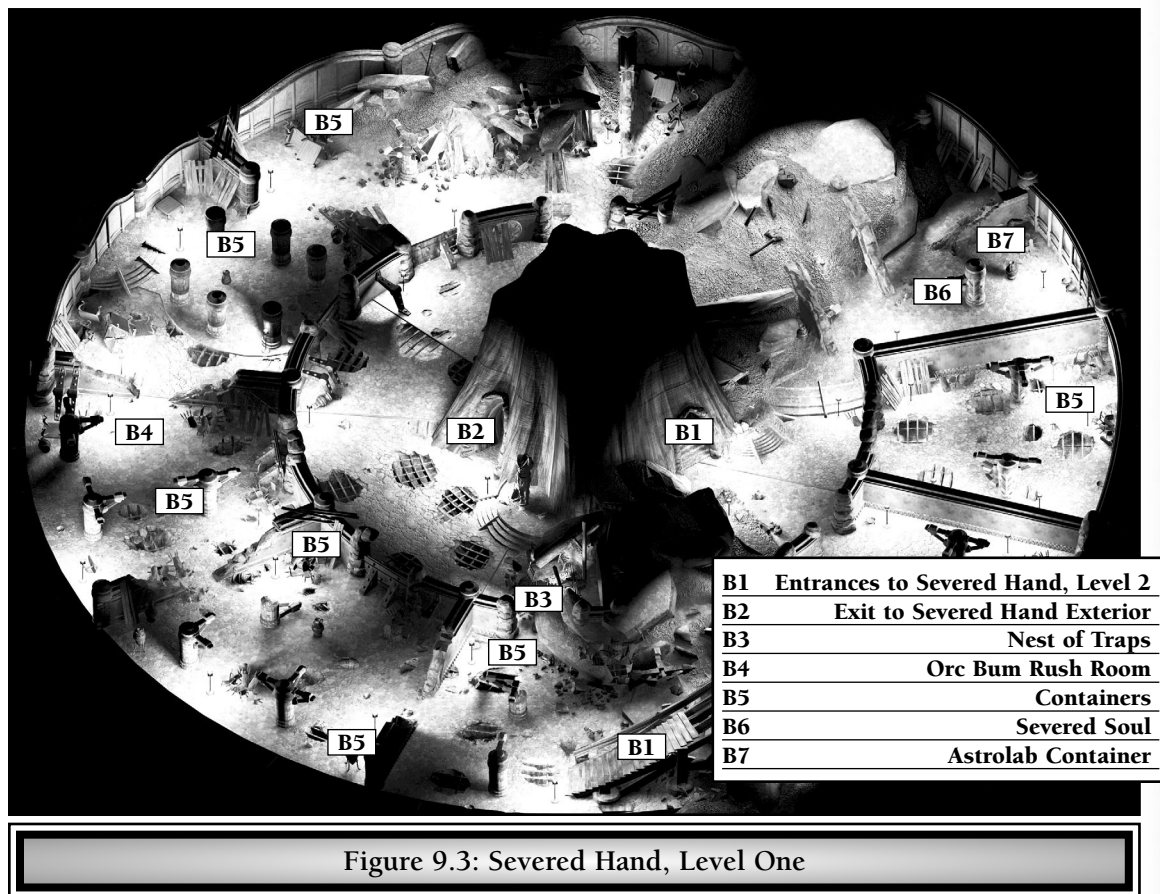 B5
B5
B7
B6
B5
B4
B2
B1
B5
B5
B3
B5
B5
B1
B1 Entrances to Severed Hand, Level 2
B2 Exit to Severed Hand Exterior
B3 Nest of Traps
B4 Orc Bum Rush Room
B5 Containers
B6 Severed Soul
B7 Astrolab Container
Figure 9.3: Severed Hand, Level One